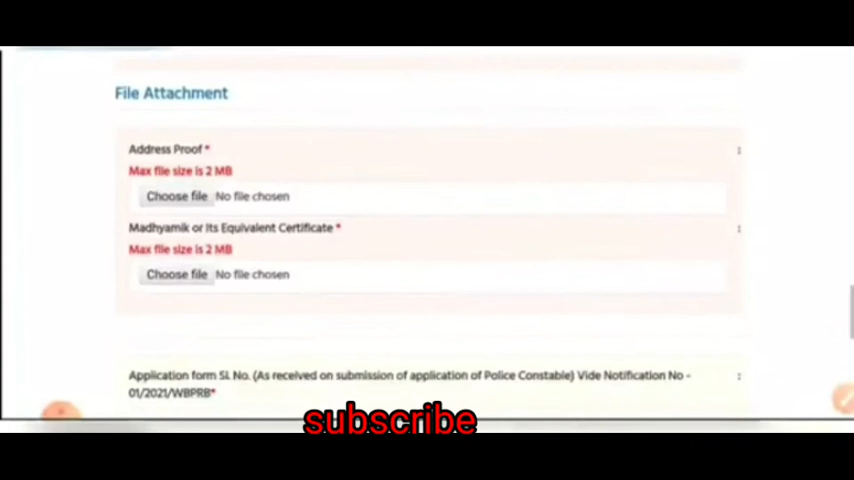 File Attachment
Address Proof *
:
Max file size is 2 MB
Choose file No file chosen
Madhyamik or Its Equivalent Certificate *
:
Max file size is 2 MB
Choose file No file chosen
Application form Sl. No. (As received on submission of application of Police Constable) Vide Notification No -
:
01/2021/WBPRB*
subscribe